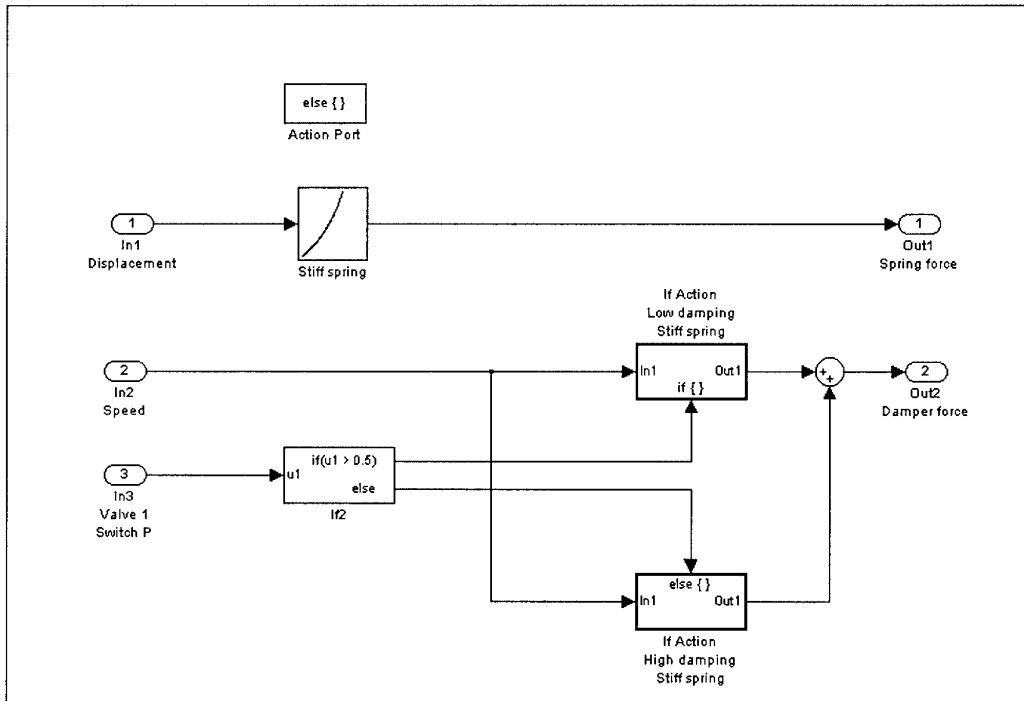 else { }
Action Port
1
In1
Displacement
Stiff spring
1
Out1
Spring force
If Action
Low damping
Stiff spring
2
In2
Speed
In1
Out1
if { }
+
+
2
Out2
Damper force
3
In3
Valve 1
Switch P
u1
if(u1 > 0.5)
else
If2
else { }
In1
Out1
If Action
High damping
Stiff spring